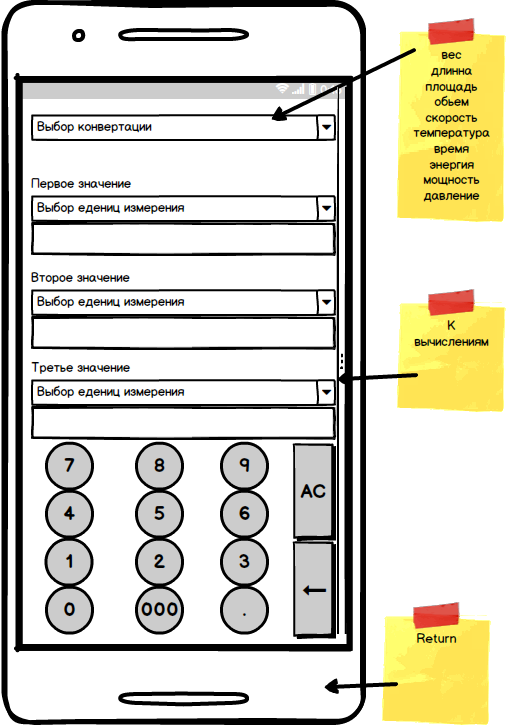 Выбор конвертации
Первое значение
Выбор едениц измерения
Второе значение
Выбор едениц измерения
Третье значение
Выбор едениц измерения
7 8 9 AC
4 5 6
1 2 3 ←
0 000 .
вес
длинна
площадь
обьем
скорость
температура
время
энергия
мощность
давление
К
вычислениям
Return